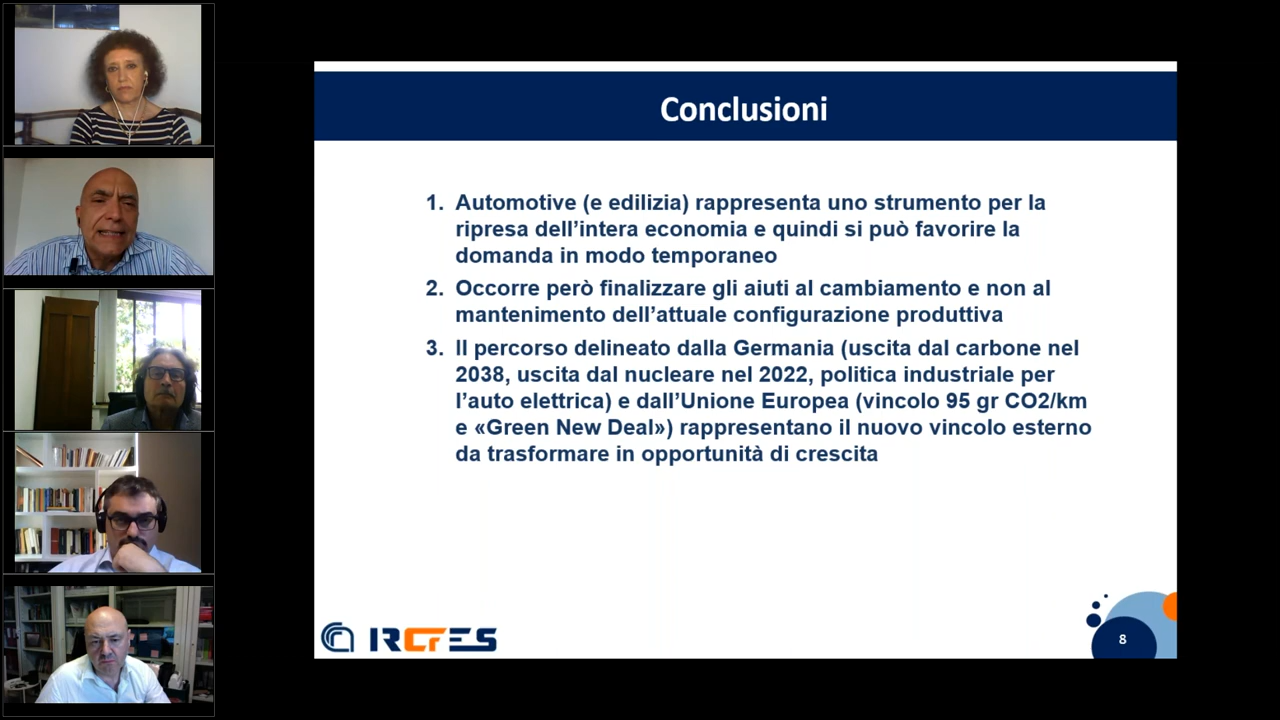 Conclusioni
1. Automotive (e edilizia) rappresenta uno strumento per la
ripresa dell’intera economia e quindi si può favorire la
domanda in modo temporaneo
2. Occorre però finalizzare gli aiuti al cambiamento e non al
mantenimento dell’attuale configurazione produttiva
3. Il percorso delineato dalla Germania (uscita dal carbone nel
2038, uscita dal nucleare nel 2022, politica industriale per
l’auto elettrica) e dall’Unione Europea (vincolo 95 gr CO2/km
e «Green New Deal») rappresentano il nuovo vincolo esterno
da trasformare in opportunità di crescita
IRCrES
8